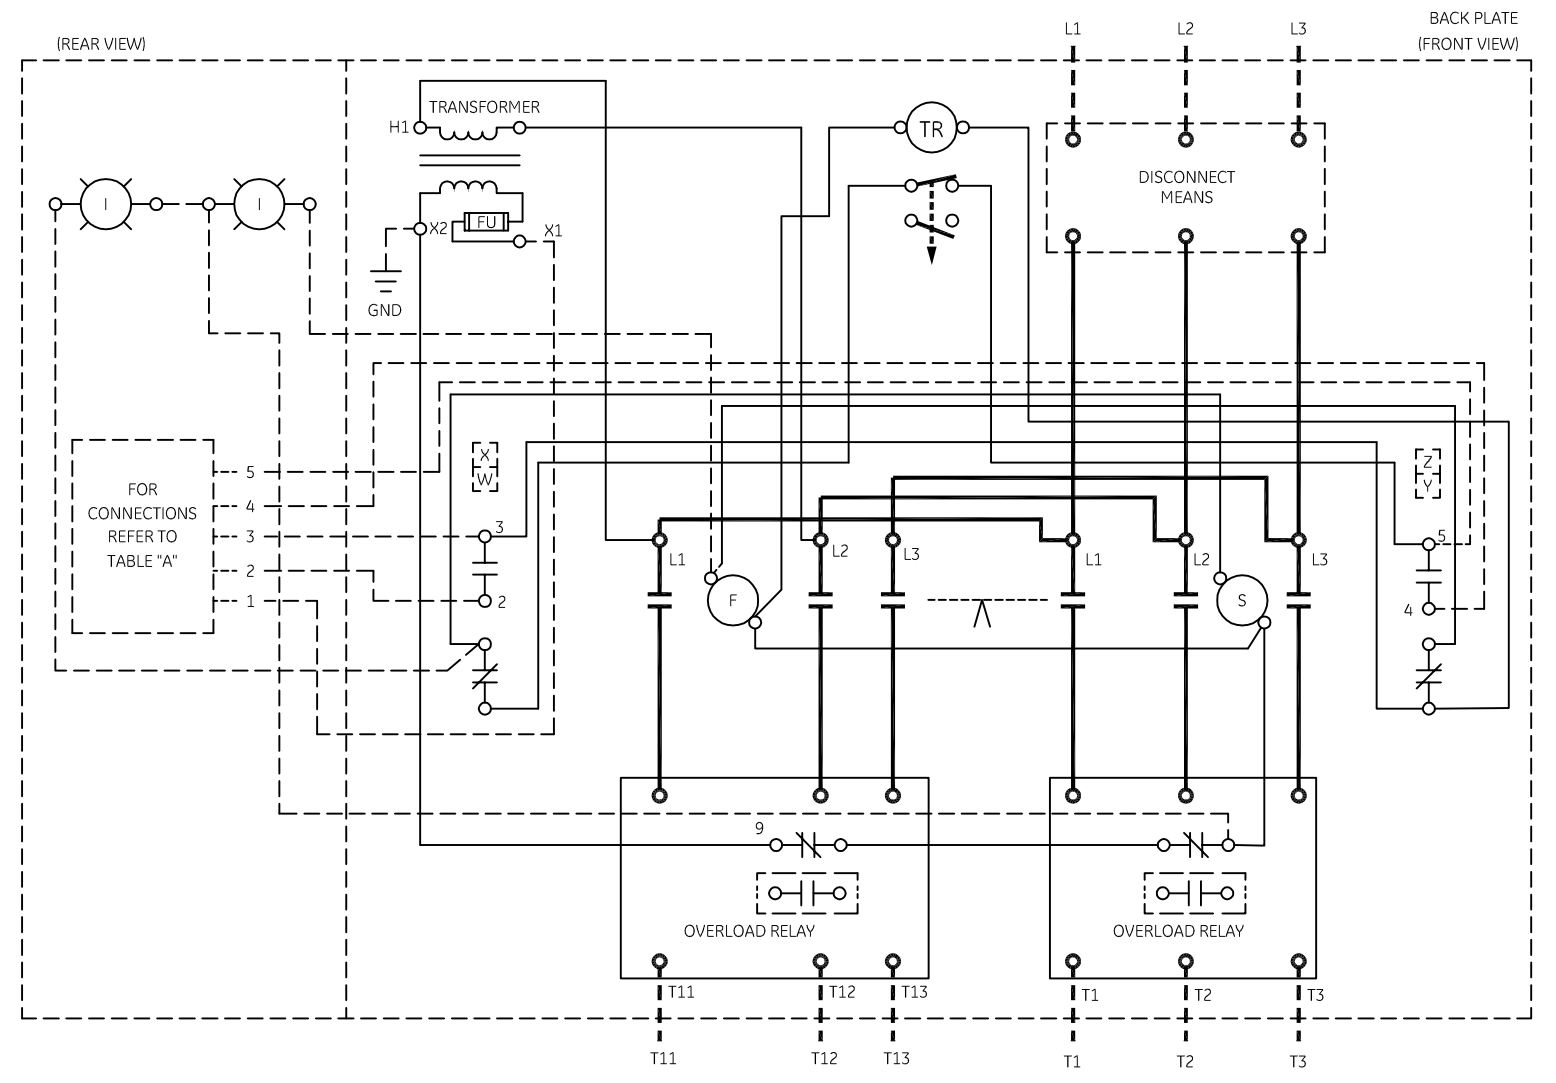 BACK PLATE
(REAR VIEW)
(FRONT VIEW)
L1
L2
L3
TRANSFORMER
H1
TR
DISCONNECT
MEANS
I
I
FU
X2
X1
GND
X
W
Z
Y
FOR
CONNECTIONS
REFER TO
TABLE "A"
5
4
3
2
1
3
2
5
4
L1
L2
L3
L1
L2
L3
F
S
9
OVERLOAD RELAY
OVERLOAD RELAY
T11
T12
T13
T1
T2
T3
T11
T12
T13
T1
T2
T3